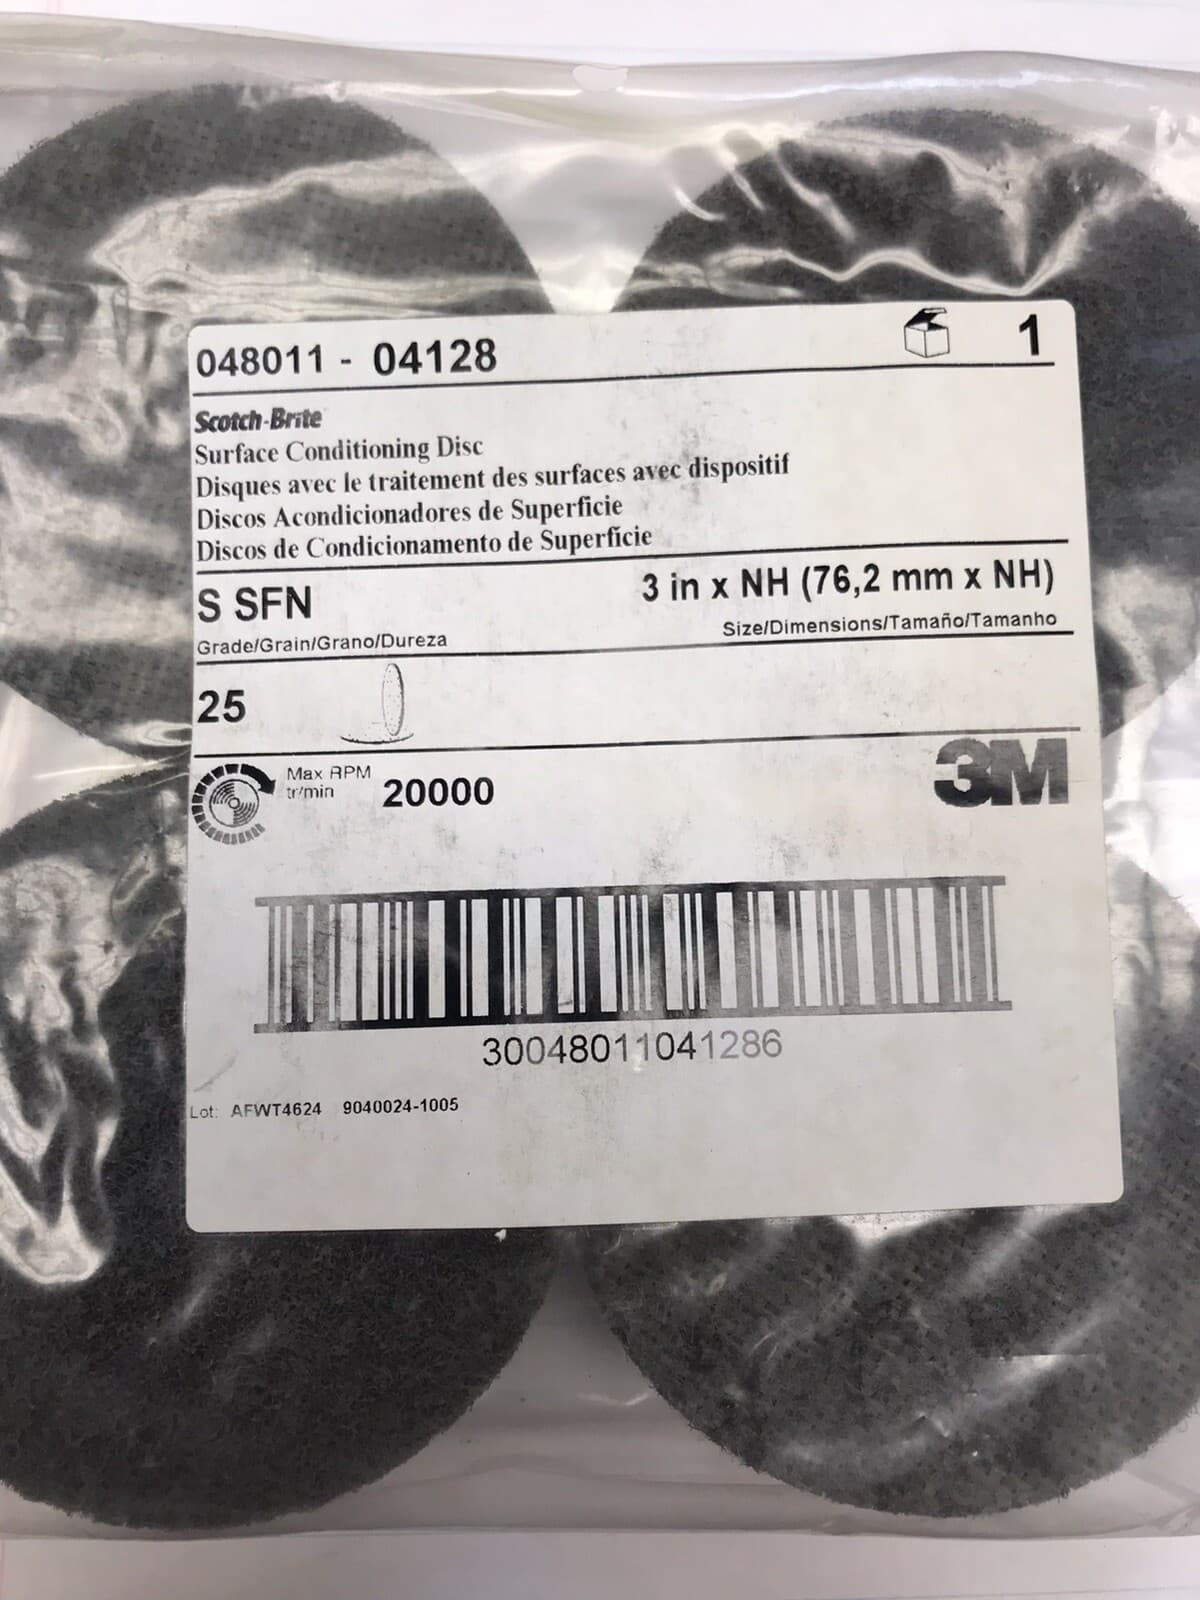 048011 - 04128 1
Scotch-Brite
Surface Conditioning Disc
Disques avec le traitement des surfaces avec dispositif
Discos Acondicionadores de Superficie
Discos de Condicionamento de Superfície
S SFN 3 in x NH (76,2 mm x NH)
Grade/Grain/Grano/Dureza Size/Dimensions/Tamaño/Tamanho
25
Max RPM
tr/min 20000
3M
30048011041286
Lot: AFWT4624 9040024-1005